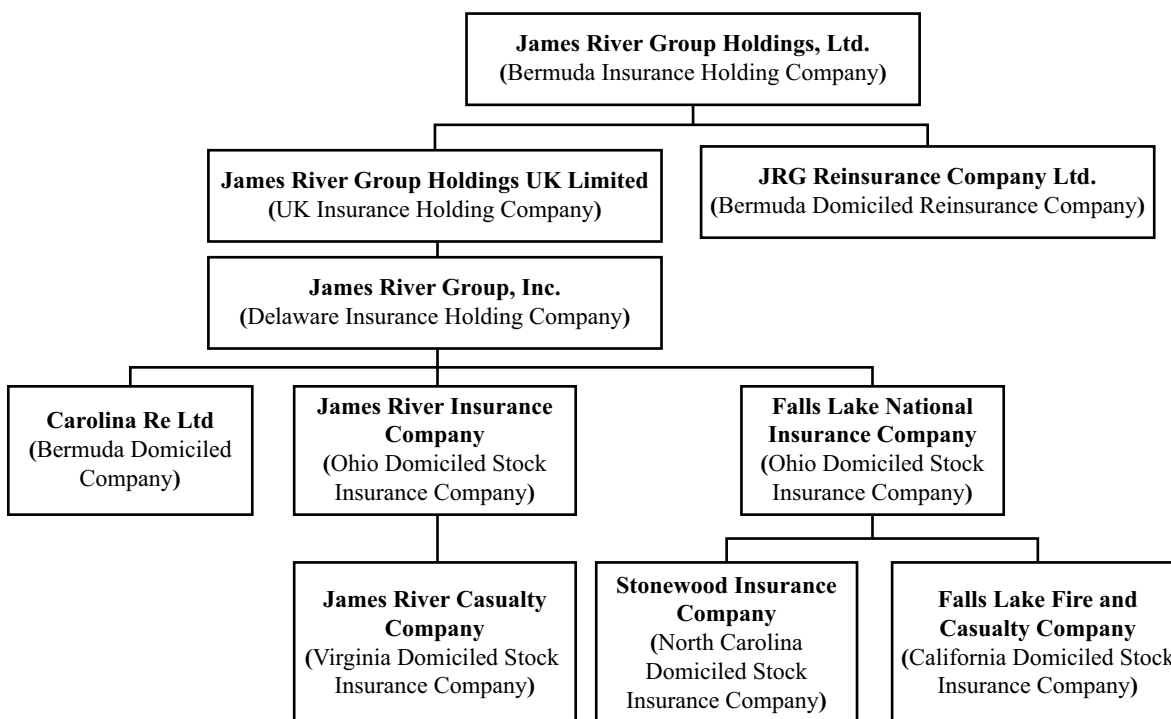 James River Group Holdings, Ltd.
(Bermuda Insurance Holding Company)
James River Group Holdings UK Limited
(UK Insurance Holding Company)
JRG Reinsurance Company Ltd.
(Bermuda Domiciled Reinsurance Company)
James River Group, Inc.
(Delaware Insurance Holding Company)
Carolina Re Ltd
(Bermuda Domiciled
Company)
James River Insurance
Company
(Ohio Domiciled Stock
Insurance Company)
Falls Lake National
Insurance Company
(Ohio Domiciled Stock
Insurance Company)
James River Casualty
Company
(Virginia Domiciled Stock
Insurance Company)
Stonewood Insurance
Company
(North Carolina
Domiciled Stock
Insurance Company)
Falls Lake Fire and
Casualty Company
(California Domiciled Stock
Insurance Company)